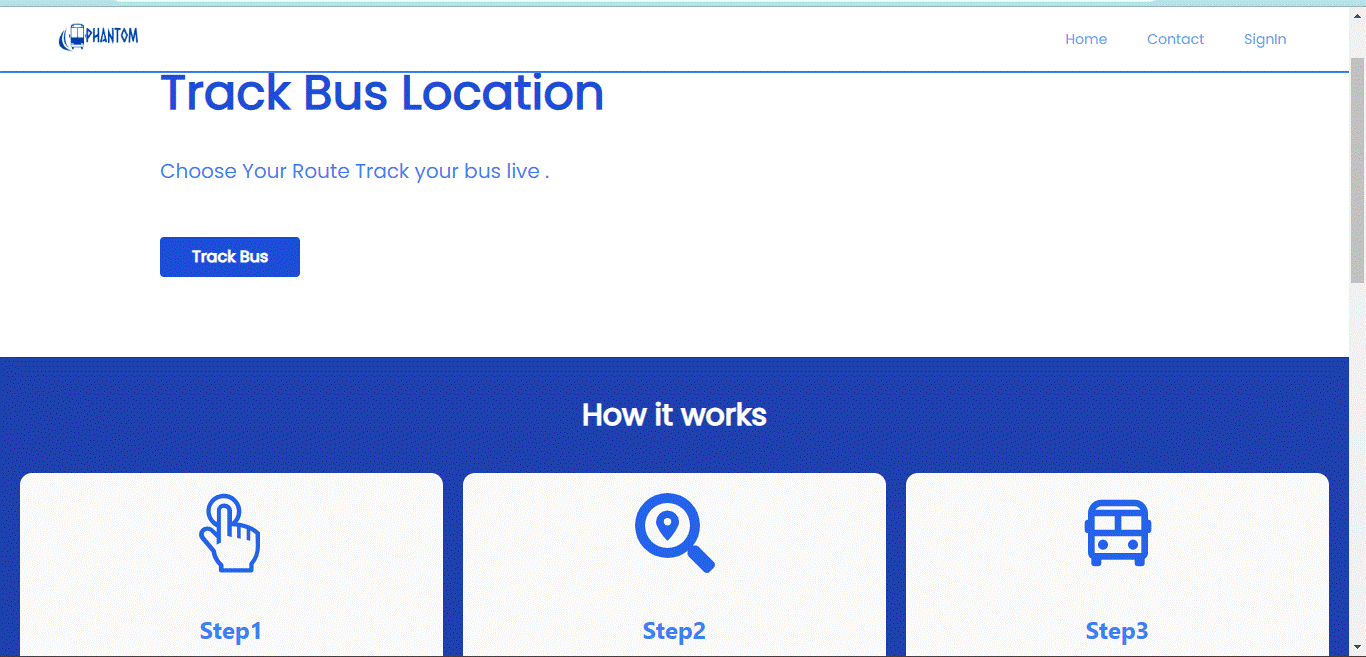 PHANTOM
Home Contact SignIn
Track Bus Location
Choose Your Route Track your bus live .
Track Bus
How it works
Step1 Step2 Step3